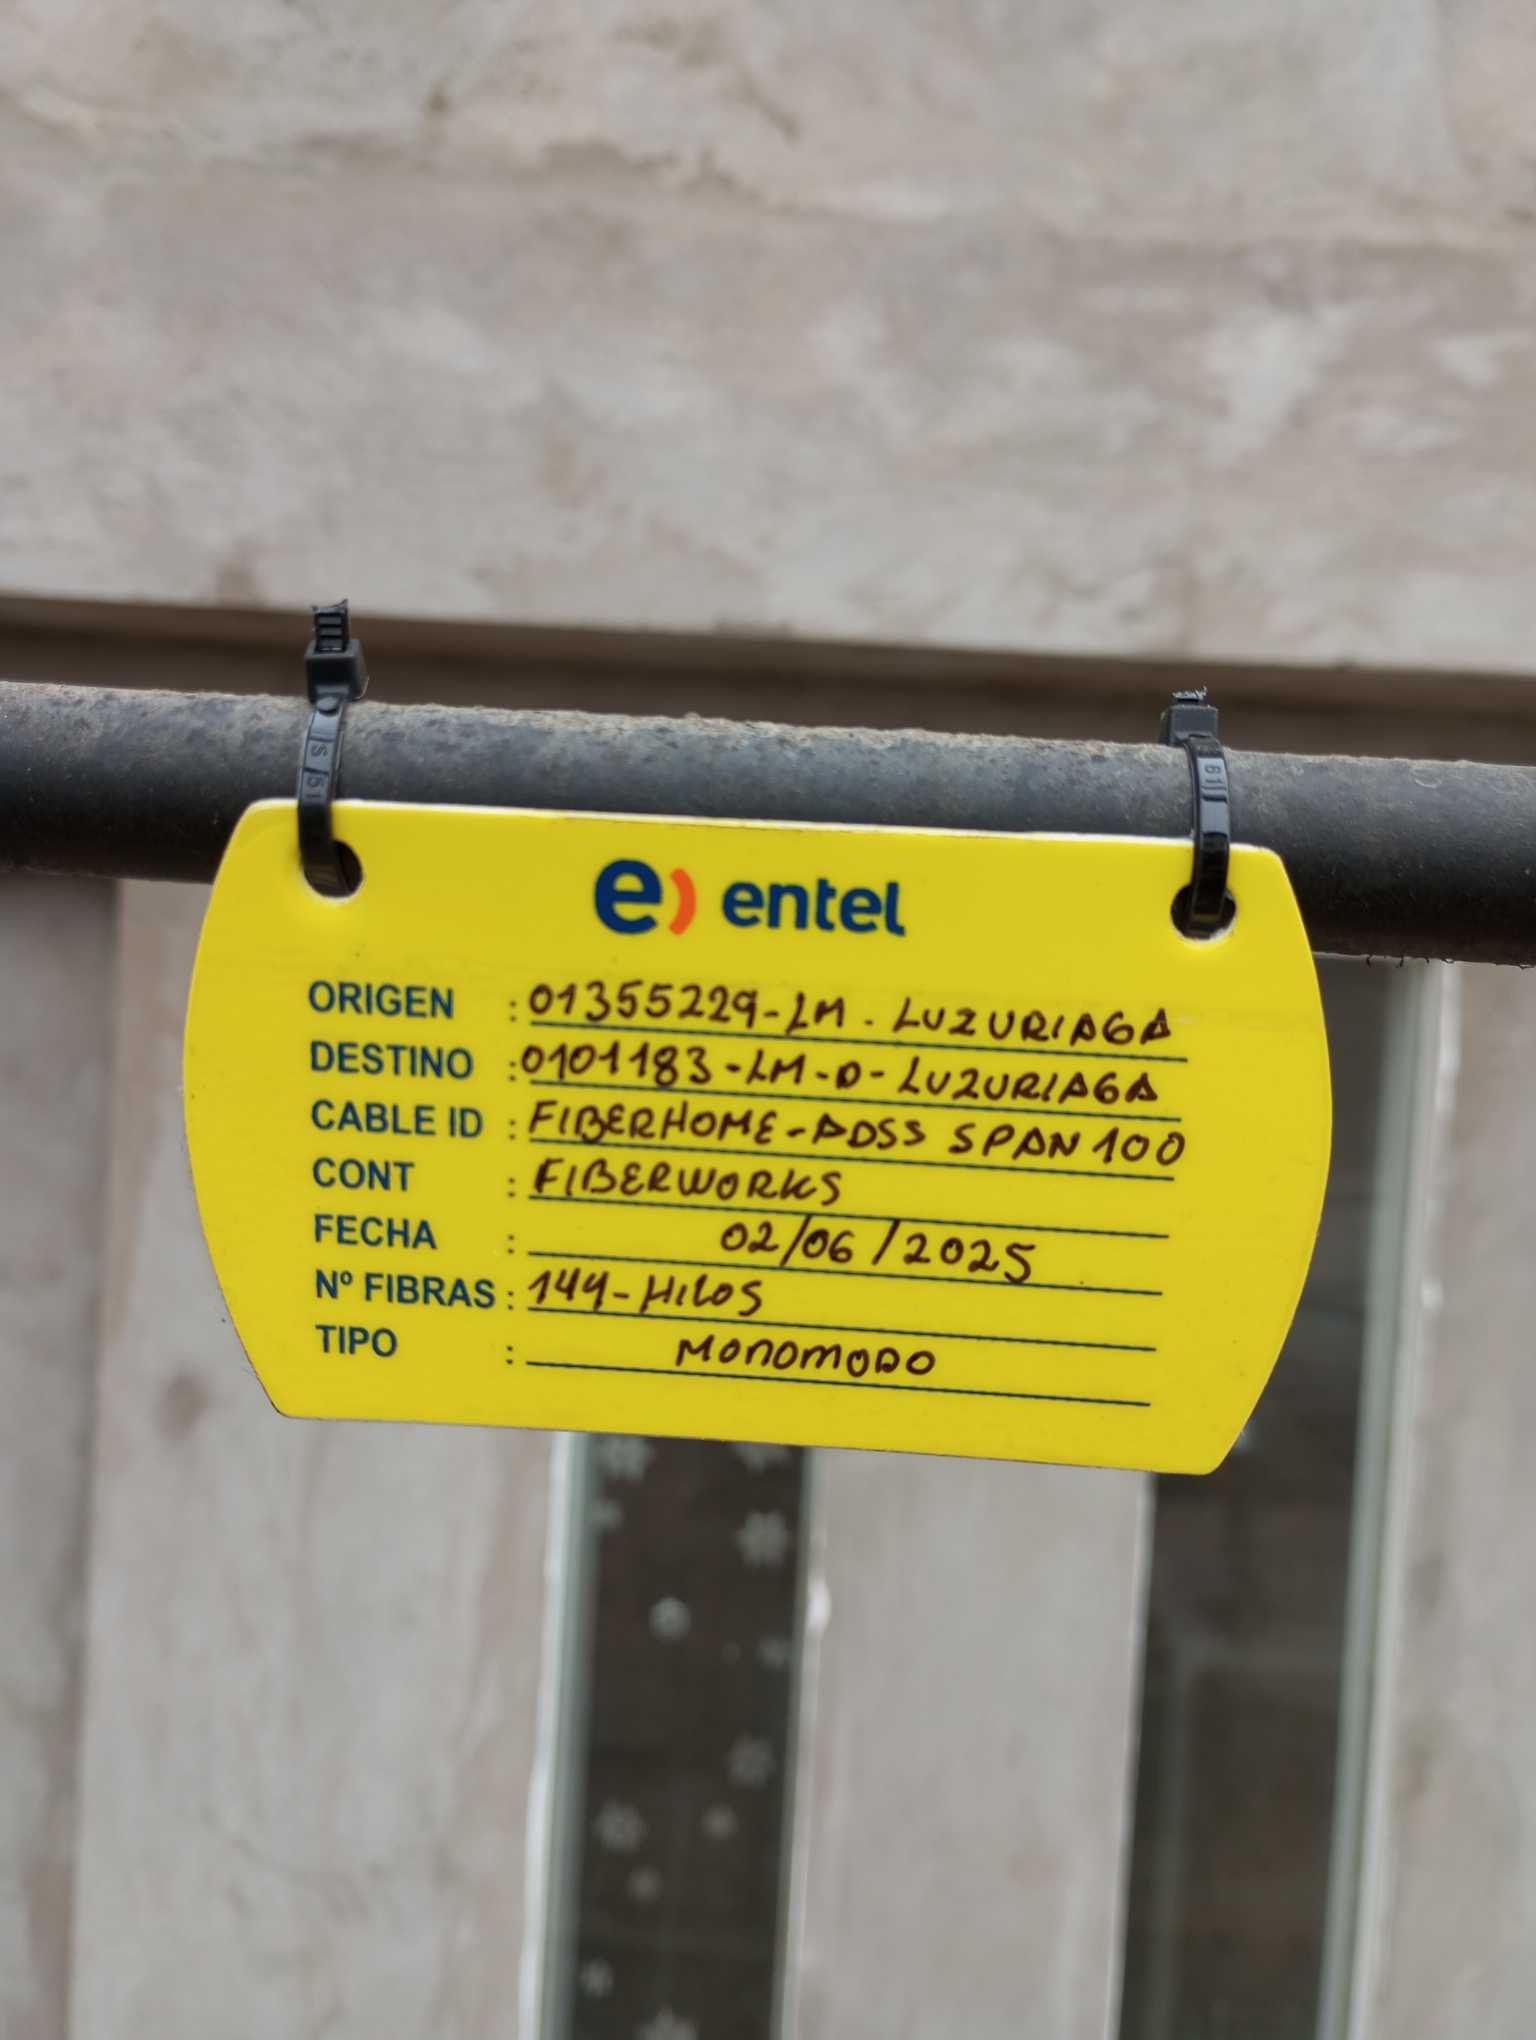 e) entel
ORIGEN : 01355229-LM. LUZURIAGA
DESTINO : 0101183-LM-D-LUZURIAGA
CABLE ID : FIBERHOME-ADSS SPAN 100
CONT : FIBERWORKS
FECHA : 02/06/2025
Nº FIBRAS : 144-HILOS
TIPO : MONOMODO